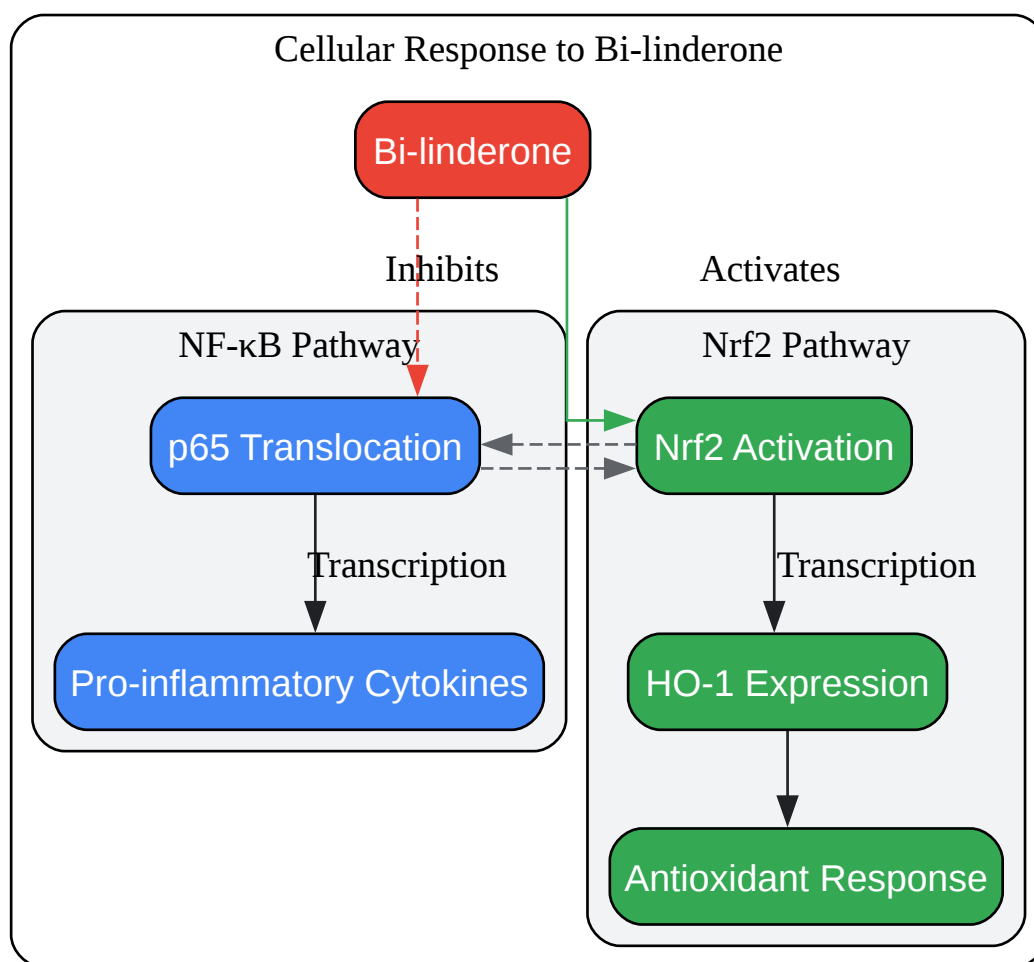 Cellular Response to Bi-linderone
Bi-linderone
Inhibits
Activates
NF-κB Pathway
Nrf2 Pathway
p65 Translocation
Nrf2 Activation
Transcription
Transcription
Pro-inflammatory Cytokines
HO-1 Expression
Antioxidant Response